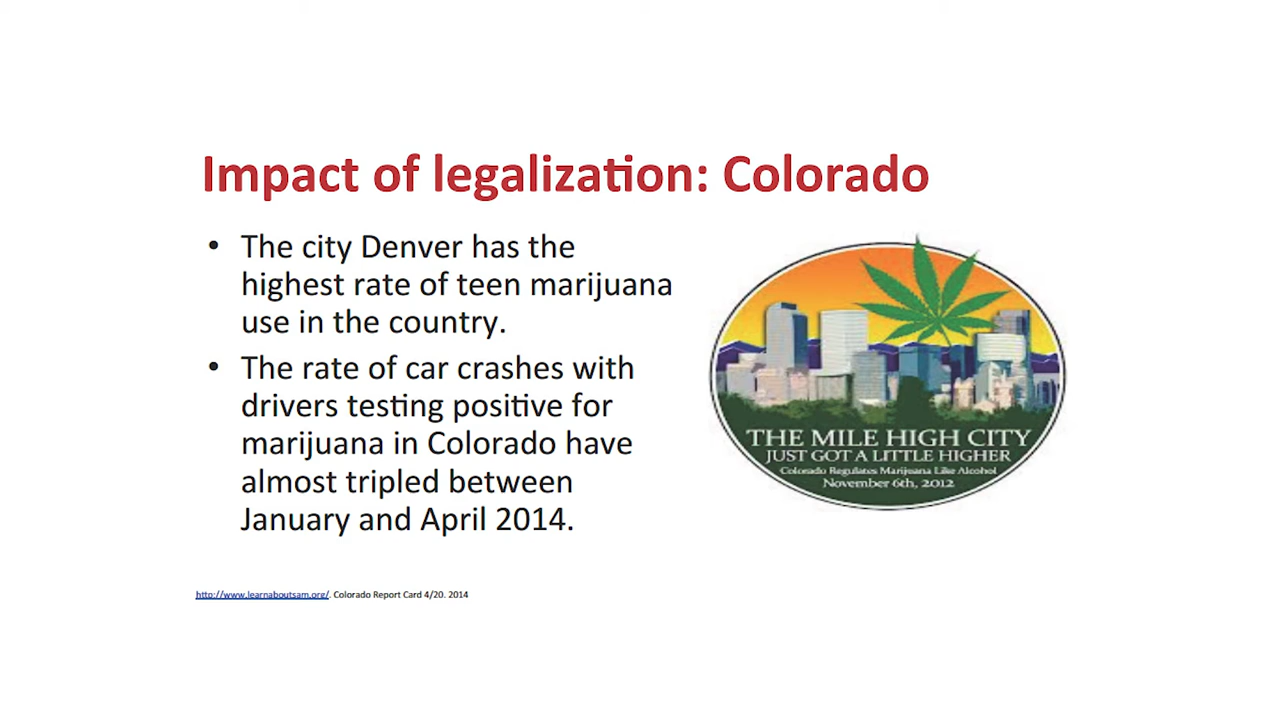 Impact of legalization: Colorado
• The city Denver has the
highest rate of teen marijuana
use in the country.
• The rate of car crashes with
drivers testing positive for
marijuana in Colorado have
almost tripled between
January and April 2014.
THE MILE HIGH CITY
JUST GOT A LITTLE HIGHER
Colorado Regulates Marijuana Like Alcohol
November 6th, 2012
http://www.learnaboutsam.org/. Colorado Report Card 4/20. 2014